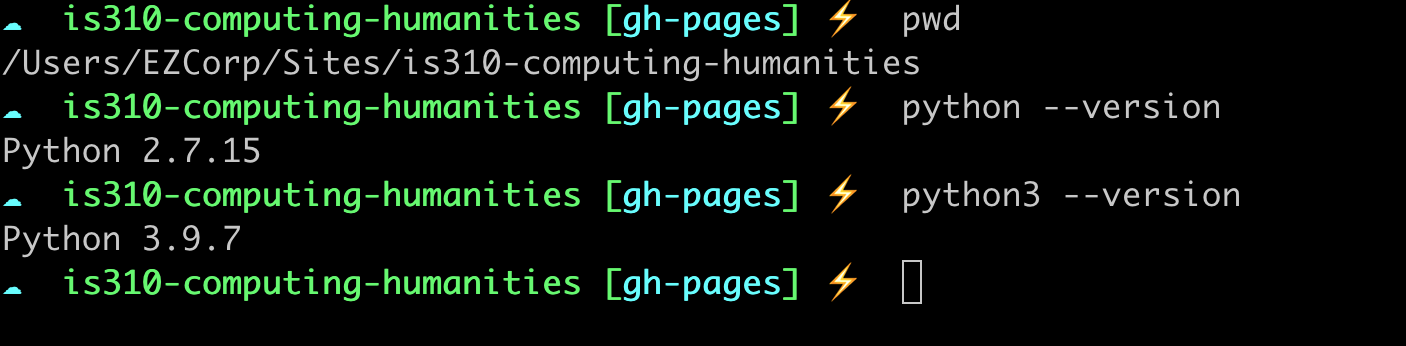 ☁ is310-computing-humanities [gh-pages] ⚡ pwd
/Users/EZCorp/Sites/is310-computing-humanities
☁ is310-computing-humanities [gh-pages] ⚡ python --version
Python 2.7.15
☁ is310-computing-humanities [gh-pages] ⚡ python3 --version
Python 3.9.7
☁ is310-computing-humanities [gh-pages] ⚡